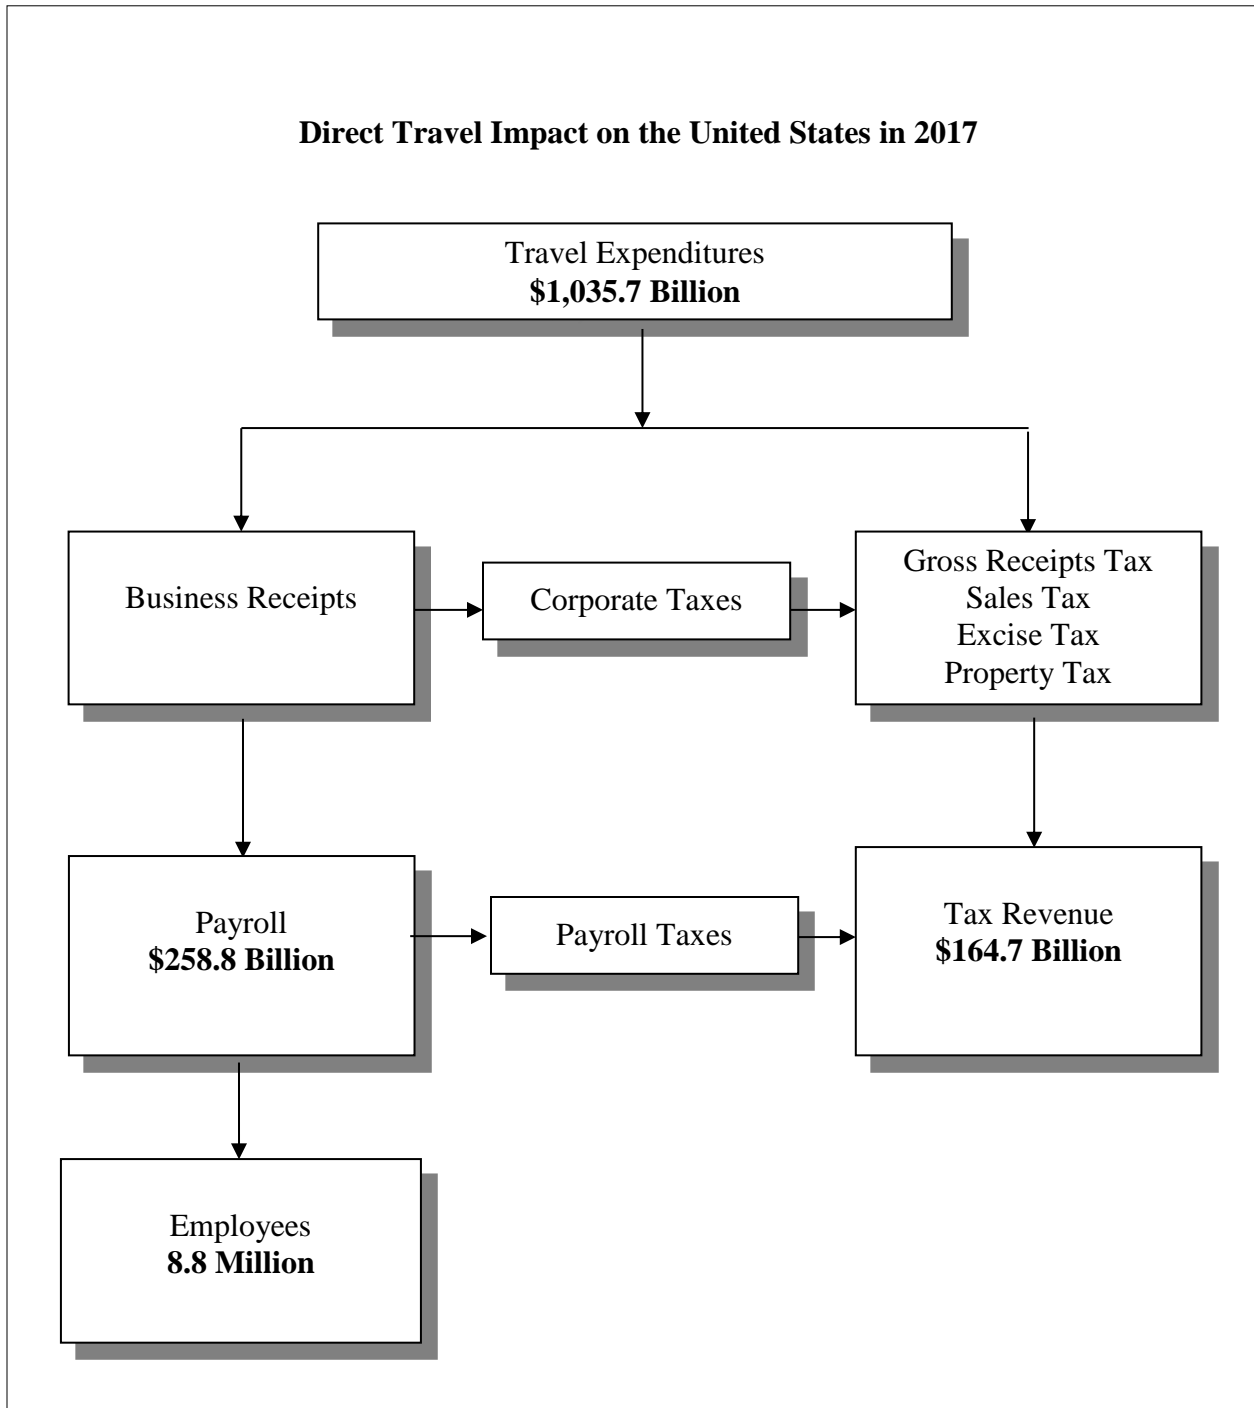 Direct Travel Impact on the United States in 2017
Travel Expenditures
$1,035.7 Billion
Business Receipts
Corporate Taxes
Gross Receipts Tax
Sales Tax
Excise Tax
Property Tax
Payroll
$258.8 Billion
Payroll Taxes
Tax Revenue
$164.7 Billion
Employees
8.8 Million